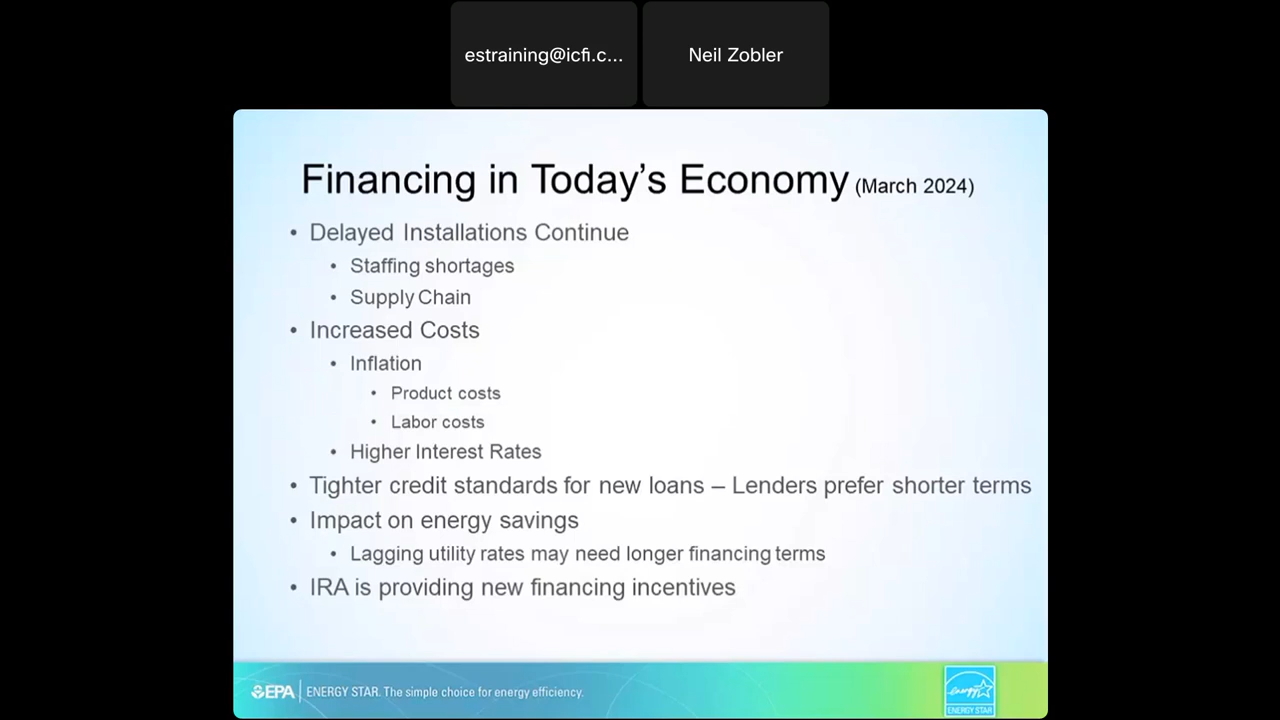 estraining@icfi.c...
Neil Zobler
Financing in Today's Economy (March 2024)
• Delayed Installations Continue
• Staffing shortages
• Supply Chain
• Increased Costs
• Inflation
• Product costs
• Labor costs
• Higher Interest Rates
• Tighter credit standards for new loans – Lenders prefer shorter terms
• Impact on energy savings
• Lagging utility rates may need longer financing terms
• IRA is providing new financing incentives
EPA ENERGY STAR. The simple choice for energy efficiency.
energy
ENERGY STAR